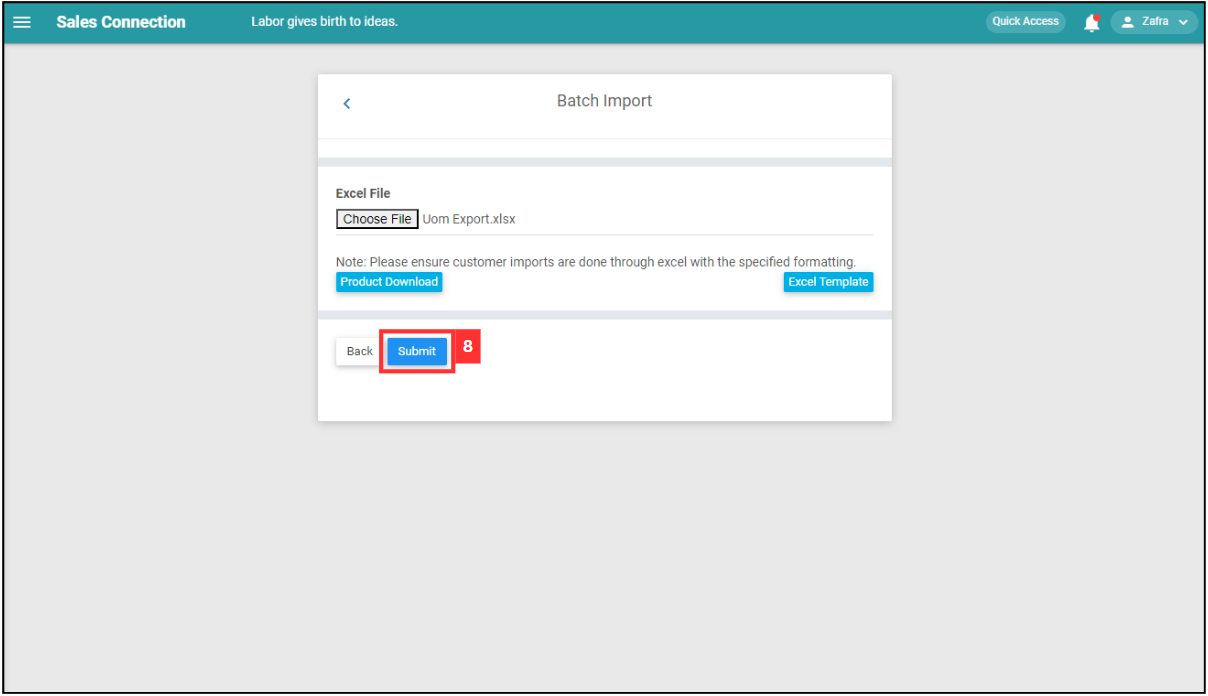 Sales Connection Labor gives birth to ideas. Quick Access Zafra
Batch Import
Excel File
Choose File Uom Export.xlsx
Note: Please ensure customer imports are done through excel with the specified formatting.
Product Download Excel Template
Back Submit 8